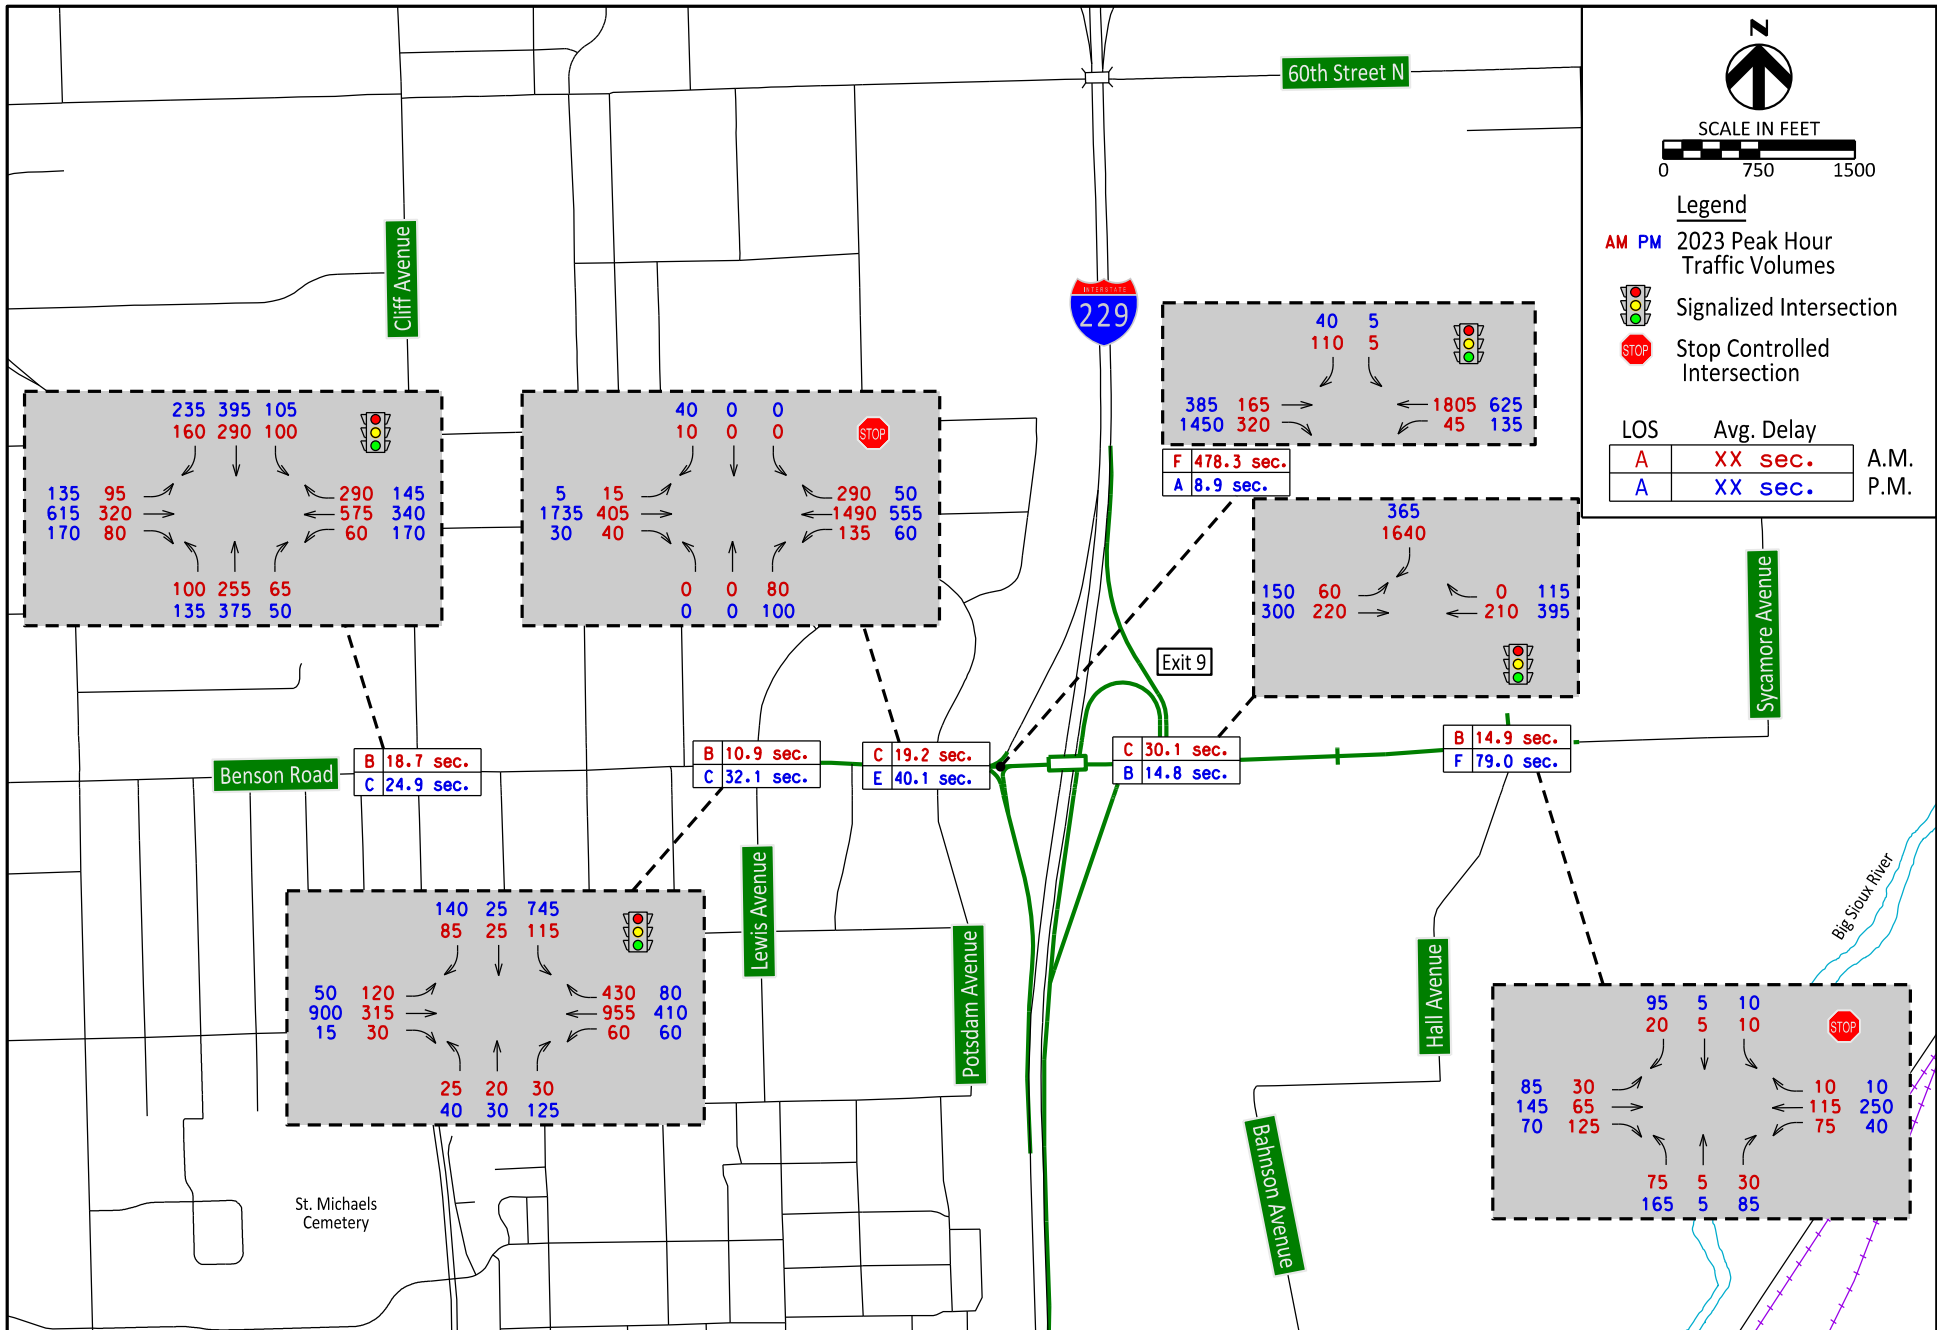 60th Street N
N
SCALE IN FEET
0 750 1500
Legend
AM PM 2023 Peak Hour
Traffic Volumes
Signalized Intersection
STOP Stop Controlled
Intersection
LOS Avg. Delay
A XX sec. A.M.
A XX sec. P.M.
Cliff Avenue
INTERSTATE
229
235 395 105
160 290 100
135 95 290 145
615 320 575 340
170 80 60 170
100 255 65
135 375 50
40 0 0
10 0 0
STOP
5 15 290 50
1735 405 1490 555
30 40 135 60
0 0 80
0 0 100
40 5
110 5
385 165 1805 625
1450 320 45 135
F 478.3 sec.
A 8.9 sec.
365
1640
150 60 0 115
300 220 210 395
Exit 9
Sycamore Avenue
Benson Road
B 18.7 sec.
C 24.9 sec.
B 10.9 sec.
C 32.1 sec.
C 19.2 sec.
E 40.1 sec.
C 30.1 sec.
B 14.8 sec.
B 14.9 sec.
F 79.0 sec.
140 25 745
85 25 115
50 120 430 80
900 315 955 410
15 30 60 60
25 20 30
40 30 125
Lewis Avenue
Potsdam Avenue
Hall Avenue
Big Sioux River
95 5 10
20 5 10
STOP
85 30 10 10
145 65 115 250
70 125 75 40
75 5 30
165 5 85
Bahnson Avenue
St. Michaels
Cemetery